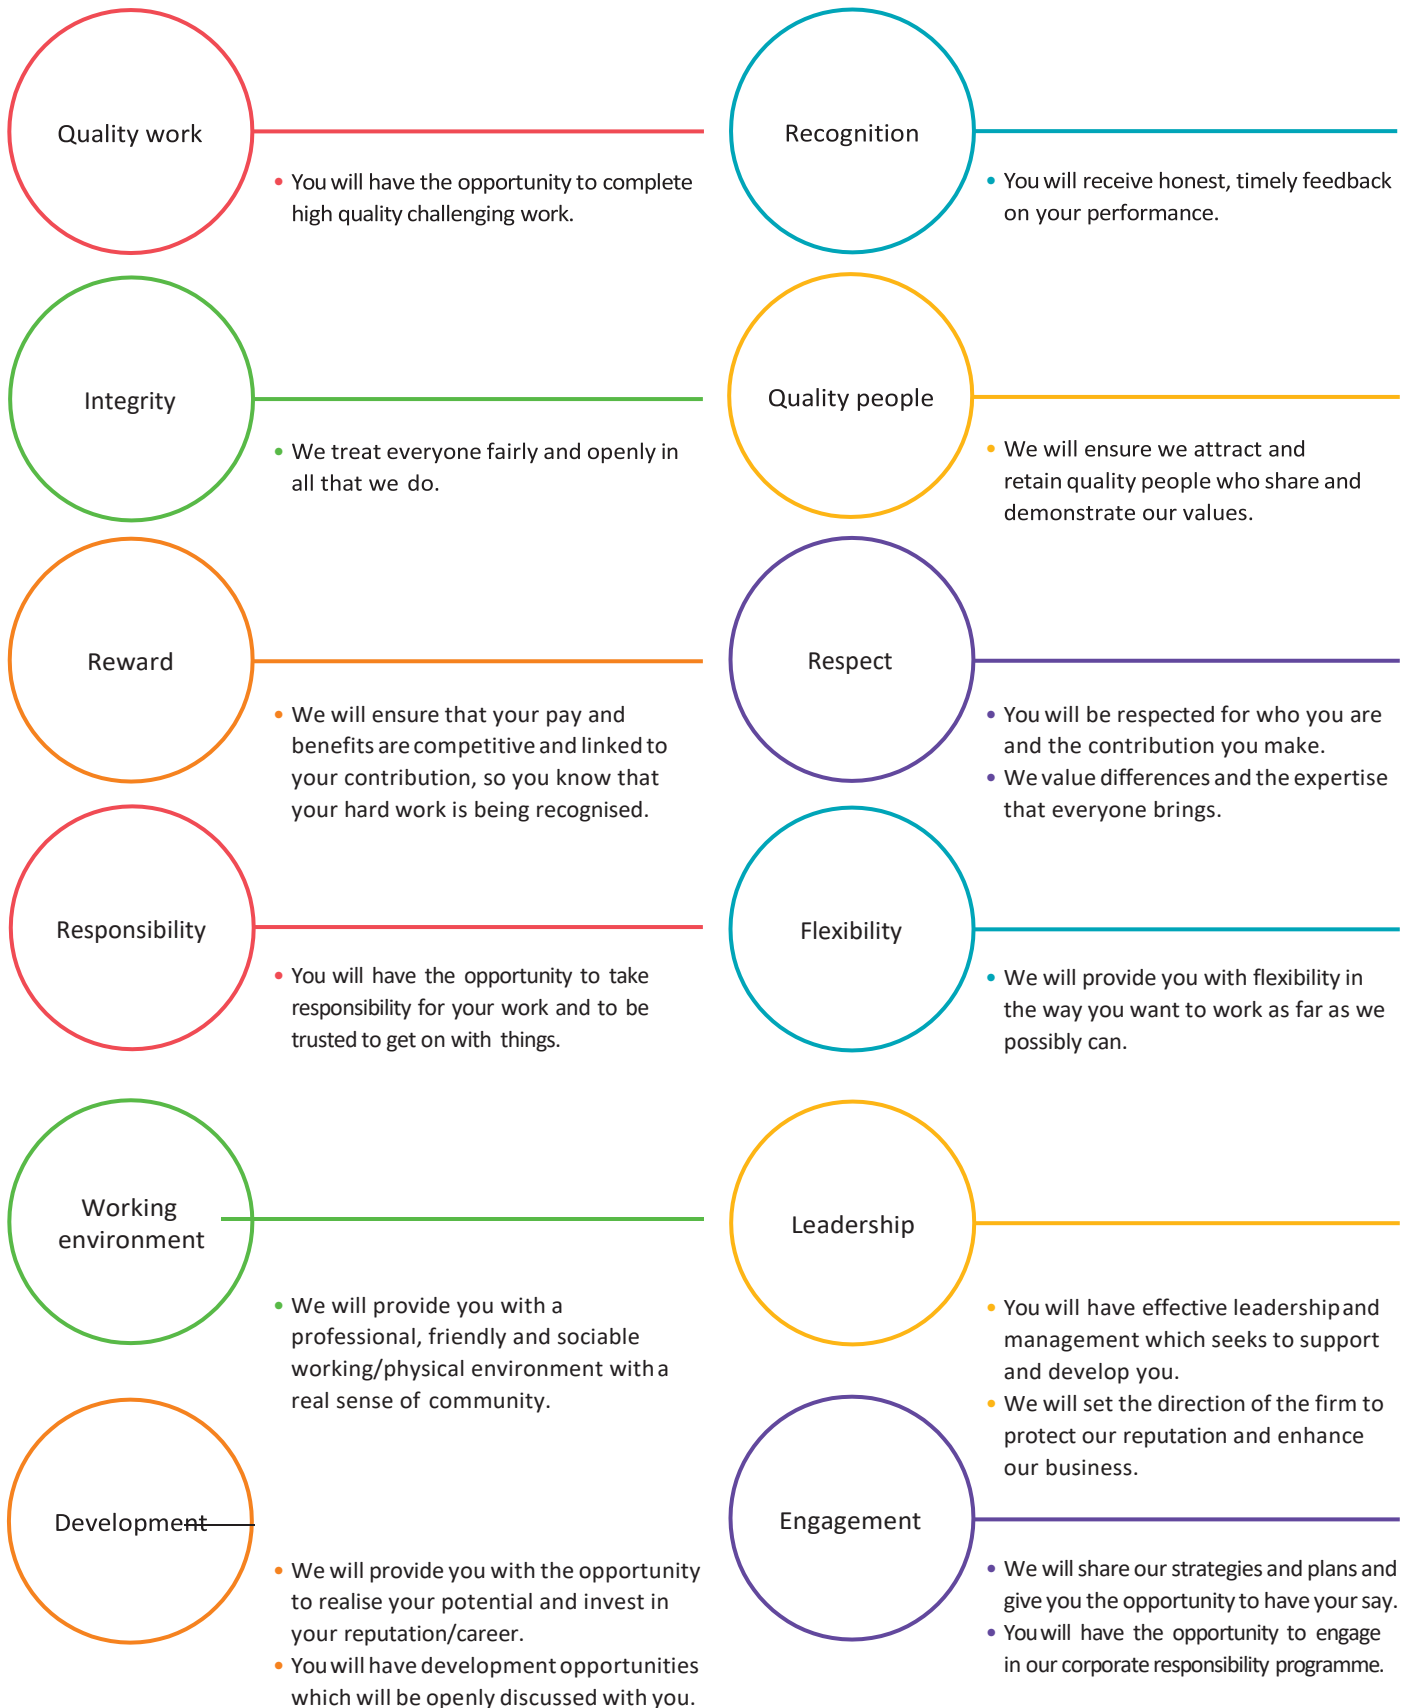 Quality work
• You will have the opportunity to complete
high quality challenging work.
Recognition
• You will receive honest, timely feedback
on your performance.
Integrity
• We treat everyone fairly and openly in
all that we do.
Quality people
• We will ensure we attract and
retain quality people who share and
demonstrate our values.
Reward
• We will ensure that your pay and
benefits are competitive and linked to
your contribution, so you know that
your hard work is being recognised.
Respect
• You will be respected for who you are
and the contribution you make.
• We value differences and the expertise
that everyone brings.
Responsibility
• You will have the opportunity to take
responsibility for your work and to be
trusted to get on with things.
Flexibility
• We will provide you with flexibility in
the way you want to work as far as we
possibly can.
Working
environment
• We will provide you with a
professional, friendly and sociable
working/physical environment with a
real sense of community.
Leadership
• You will have effective leadership and
management which seeks to support
and develop you.
• We will set the direction of the firm to
protect our reputation and enhance
our business.
Development
• We will provide you with the opportunity
to realise your potential and invest in
your reputation/career.
• You will have development opportunities
which will be openly discussed with you.
Engagement
• We will share our strategies and plans and
give you the opportunity to have your say.
• You will have the opportunity to engage
in our corporate responsibility programme.